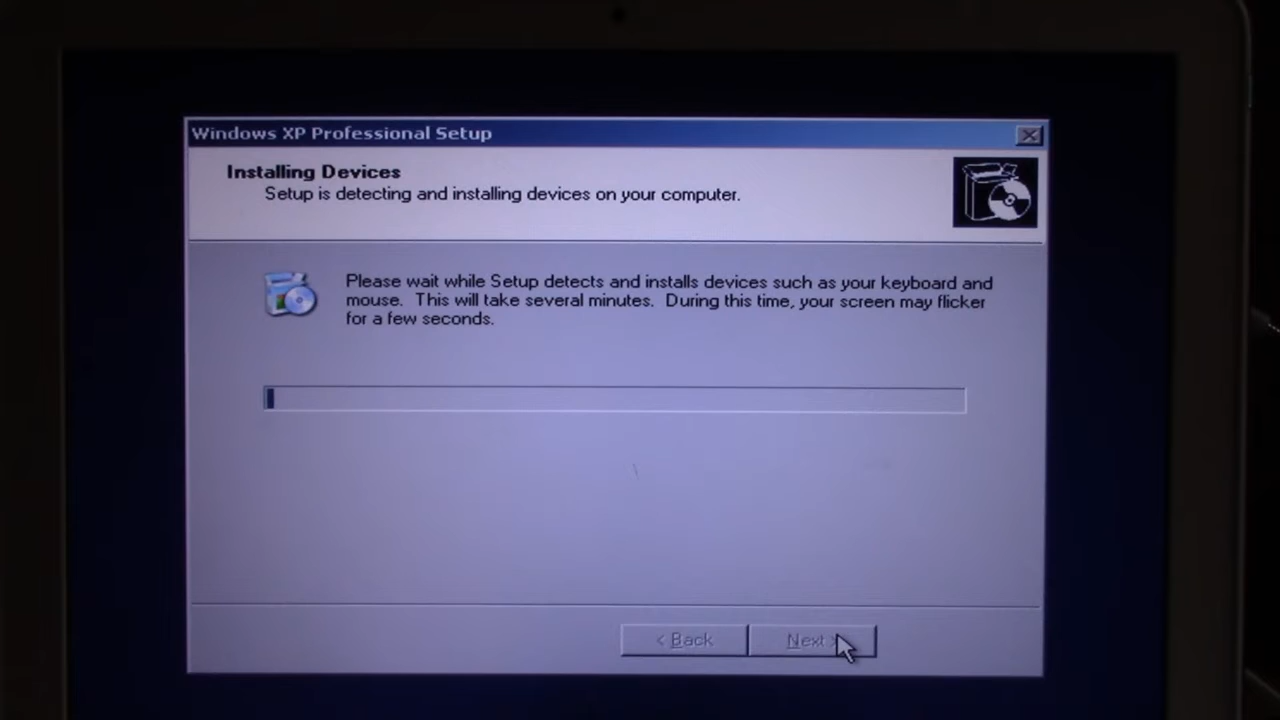 Windows XP Professional Setup
Installing Devices
Setup is detecting and installing devices on your computer.
Please wait while Setup detects and installs devices such as your keyboard and
mouse.  This will take several minutes.  During this time, your screen may flicker
for a few seconds.
< Back
Next >